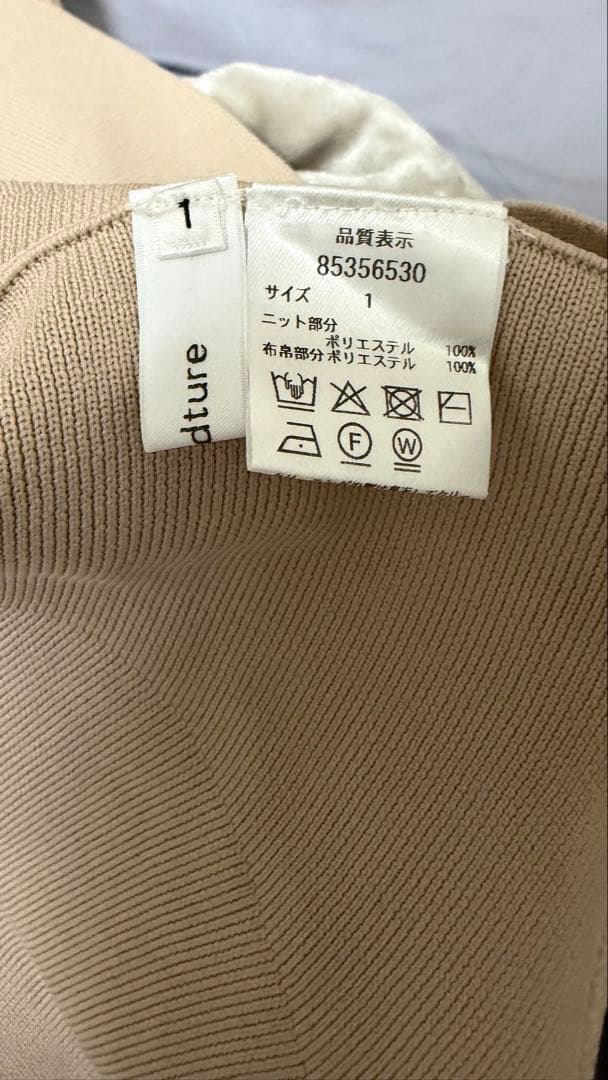 1
dture
品質表示
85356530
サイズ 1
ニット部分
ポリエステル 100%
布帛部分 ポリエステル 100%
F
W